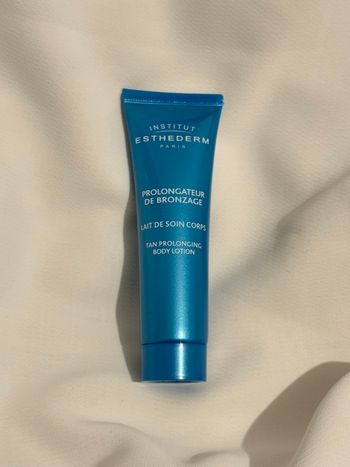 INSTITUT
ESTHEDERM
PARIS
PROLONGATEUR
DE BRONZAGE
LAIT DE SOIN CORPS
TAN PROLONGING
BODY LOTION